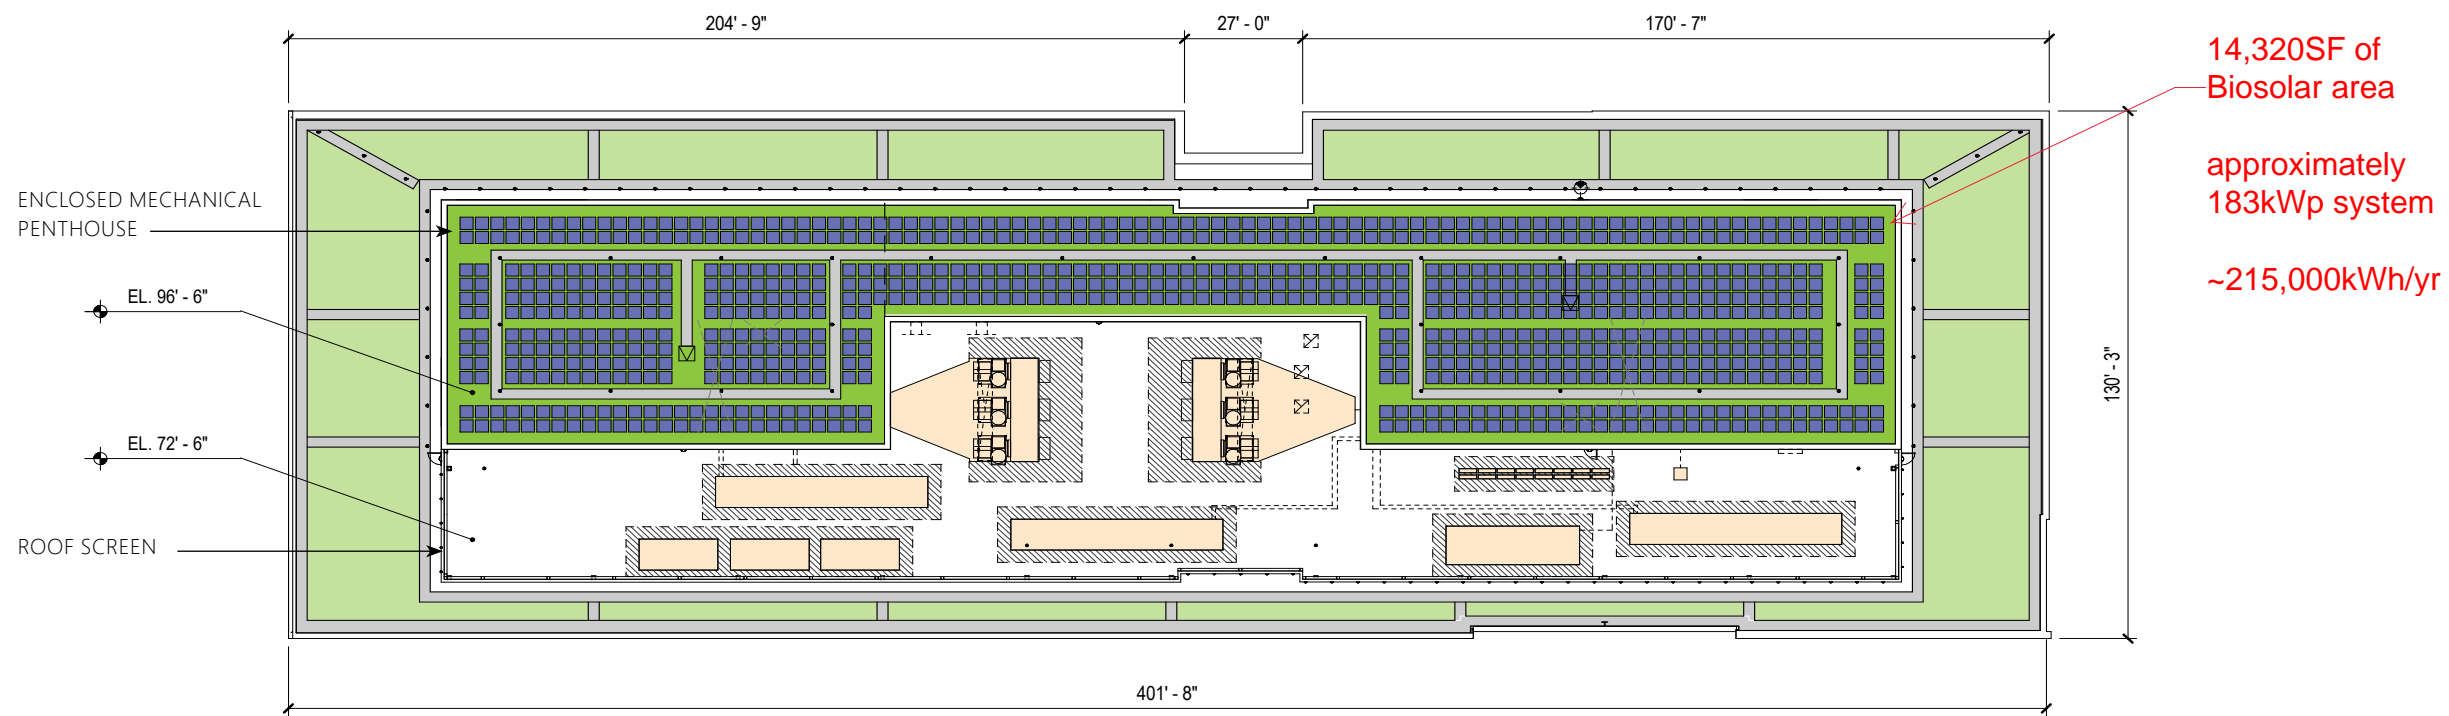 204' - 9"
27' - 0"
170' - 7"
14,320SF of
Biosolar area
approximately
183kWp system
~215,000kWh/yr
ENCLOSED MECHANICAL
PENTHOUSE
EL. 96' - 6"
EL. 72' - 6"
ROOF SCREEN
130' - 3"
401' - 8"